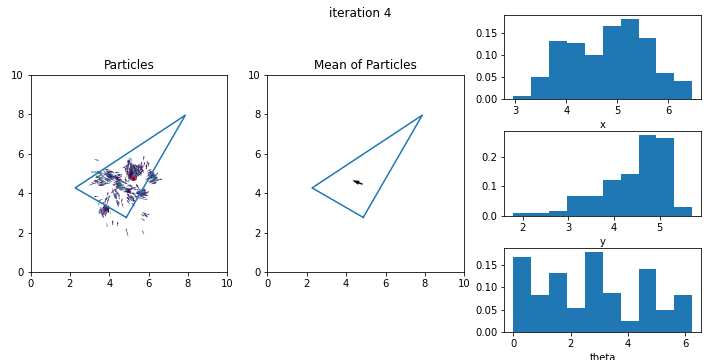 iteration 4
Particles
10
8
6
4
2
0
0 2 4 6 8 10
Mean of Particles
10
8
6
4
2
0
0 2 4 6 8 10
0.15
0.10
0.05
0.00
3 4 5 6
x
0.2
0.1
0.0
2 3 4 5
y
0.15
0.10
0.05
0.00
0 2 4 6
theta